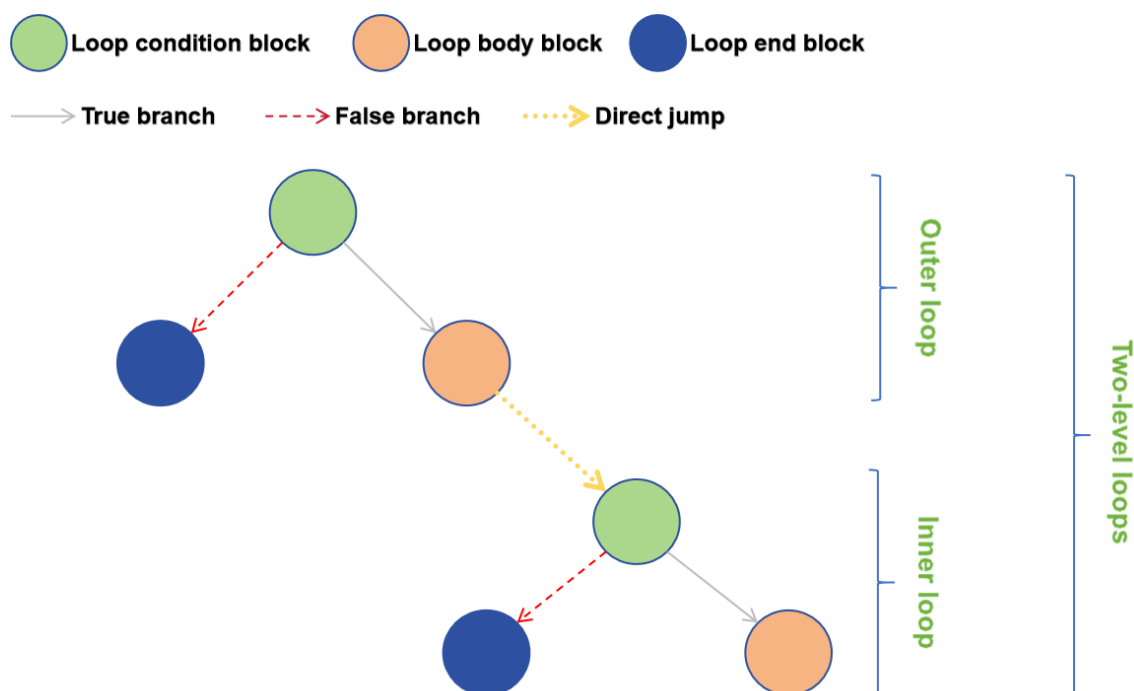 Loop condition block
Loop body block
Loop end block
True branch
False branch
Direct jump
Outer loop
Two-level loops
Inner loop